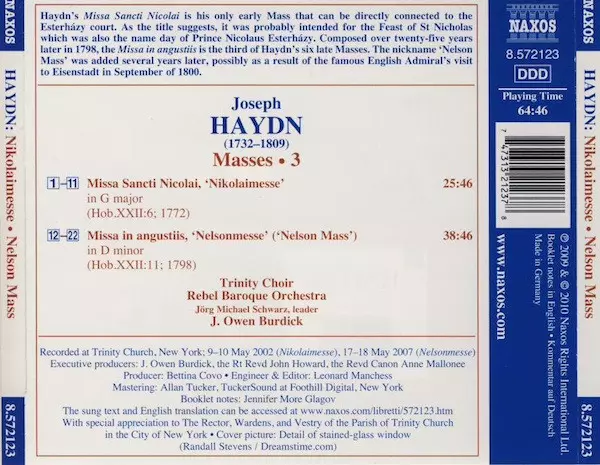 HAYDN: Nikolaimesse • Nelson Mass
8.572123
Haydn's Missa Sancti Nicolai is his only early Mass that can be directly connected to the
Esterházy court. As the title suggests, it was probably intended for the Feast of St Nicholas
which was also the name day of Prince Nicolaus Esterházy. Composed over twenty-five years
later in 1798, the Missa in angustiis is the third of Haydn's six late Masses. The nickname 'Nelson
Mass' was added several years later, possibly as a result of the famous English Admiral's visit
to Eisenstadt in September of 1800.
Joseph
HAYDN
(1732–1809)
Masses • 3
1–11 Missa Sancti Nicolai, 'Nikolaimesse' 25:46
in G major
(Hob.XXII:6; 1772)
12–22 Missa in angustiis, 'Nelsonmesse' ('Nelson Mass') 38:46
in D minor
(Hob.XXII:11; 1798)
Trinity Choir
Rebel Baroque Orchestra
Jörg Michael Schwarz, leader
J. Owen Burdick
Recorded at Trinity Church, New York; 9–10 May 2002 (Nikolaimesse), 17–18 May 2007 (Nelsonmesse)
Executive producers: J. Owen Burdick, the Rt Revd John Howard, the Revd Canon Anne Mallonee
Producer: Bettina Covo • Engineer & Editor: Leonard Manchess
Mastering: Allan Tucker, TuckerSound at Foothill Digital, New York
Booklet notes: Jennifer More Glagov
The sung text and English translation can be accessed at www.naxos.com/libretti/572123.htm
With special appreciation to The Rector, Wardens, and Vestry of the Parish of Trinity Church
in the City of New York • Cover picture: Detail of stained-glass window
(Randall Stevens / Dreamstime.com)
NAXOS
8.572123
DDD
Playing Time
64:46
7 47313 21237 8
www.naxos.com
℗ 2009 & © 2010 Naxos Rights International Ltd.
Booklet notes in English • Kommentar auf Deutsch
Made in Germany
NAXOS
HAYDN: Nikolaimesse • Nelson Mass
8.572123